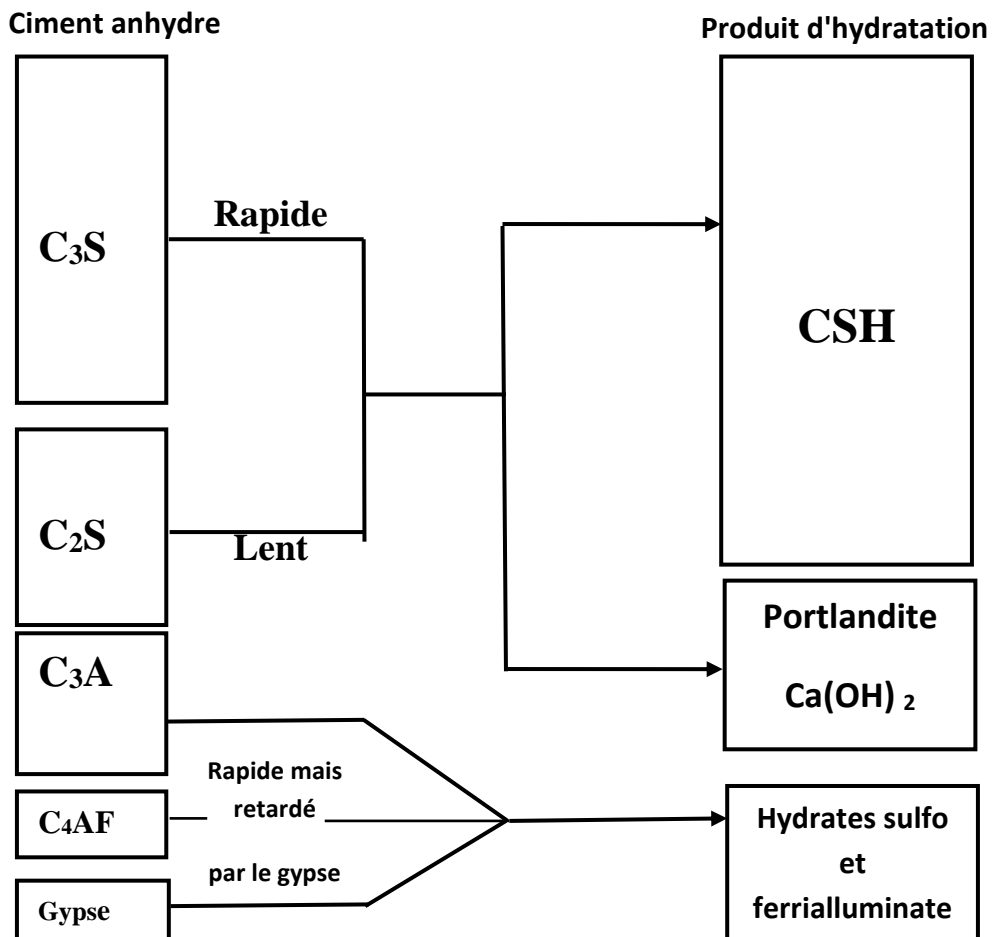 Ciment anhydre
Produit d'hydratation
C₃S
Rapide
CSH
C₂S
Lent
Portlandite
Ca(OH) ₂
C₃A
Rapide mais
retardé
par le gypse
C₄AF
Gypse
Hydrates sulfo
et
ferrialluminate